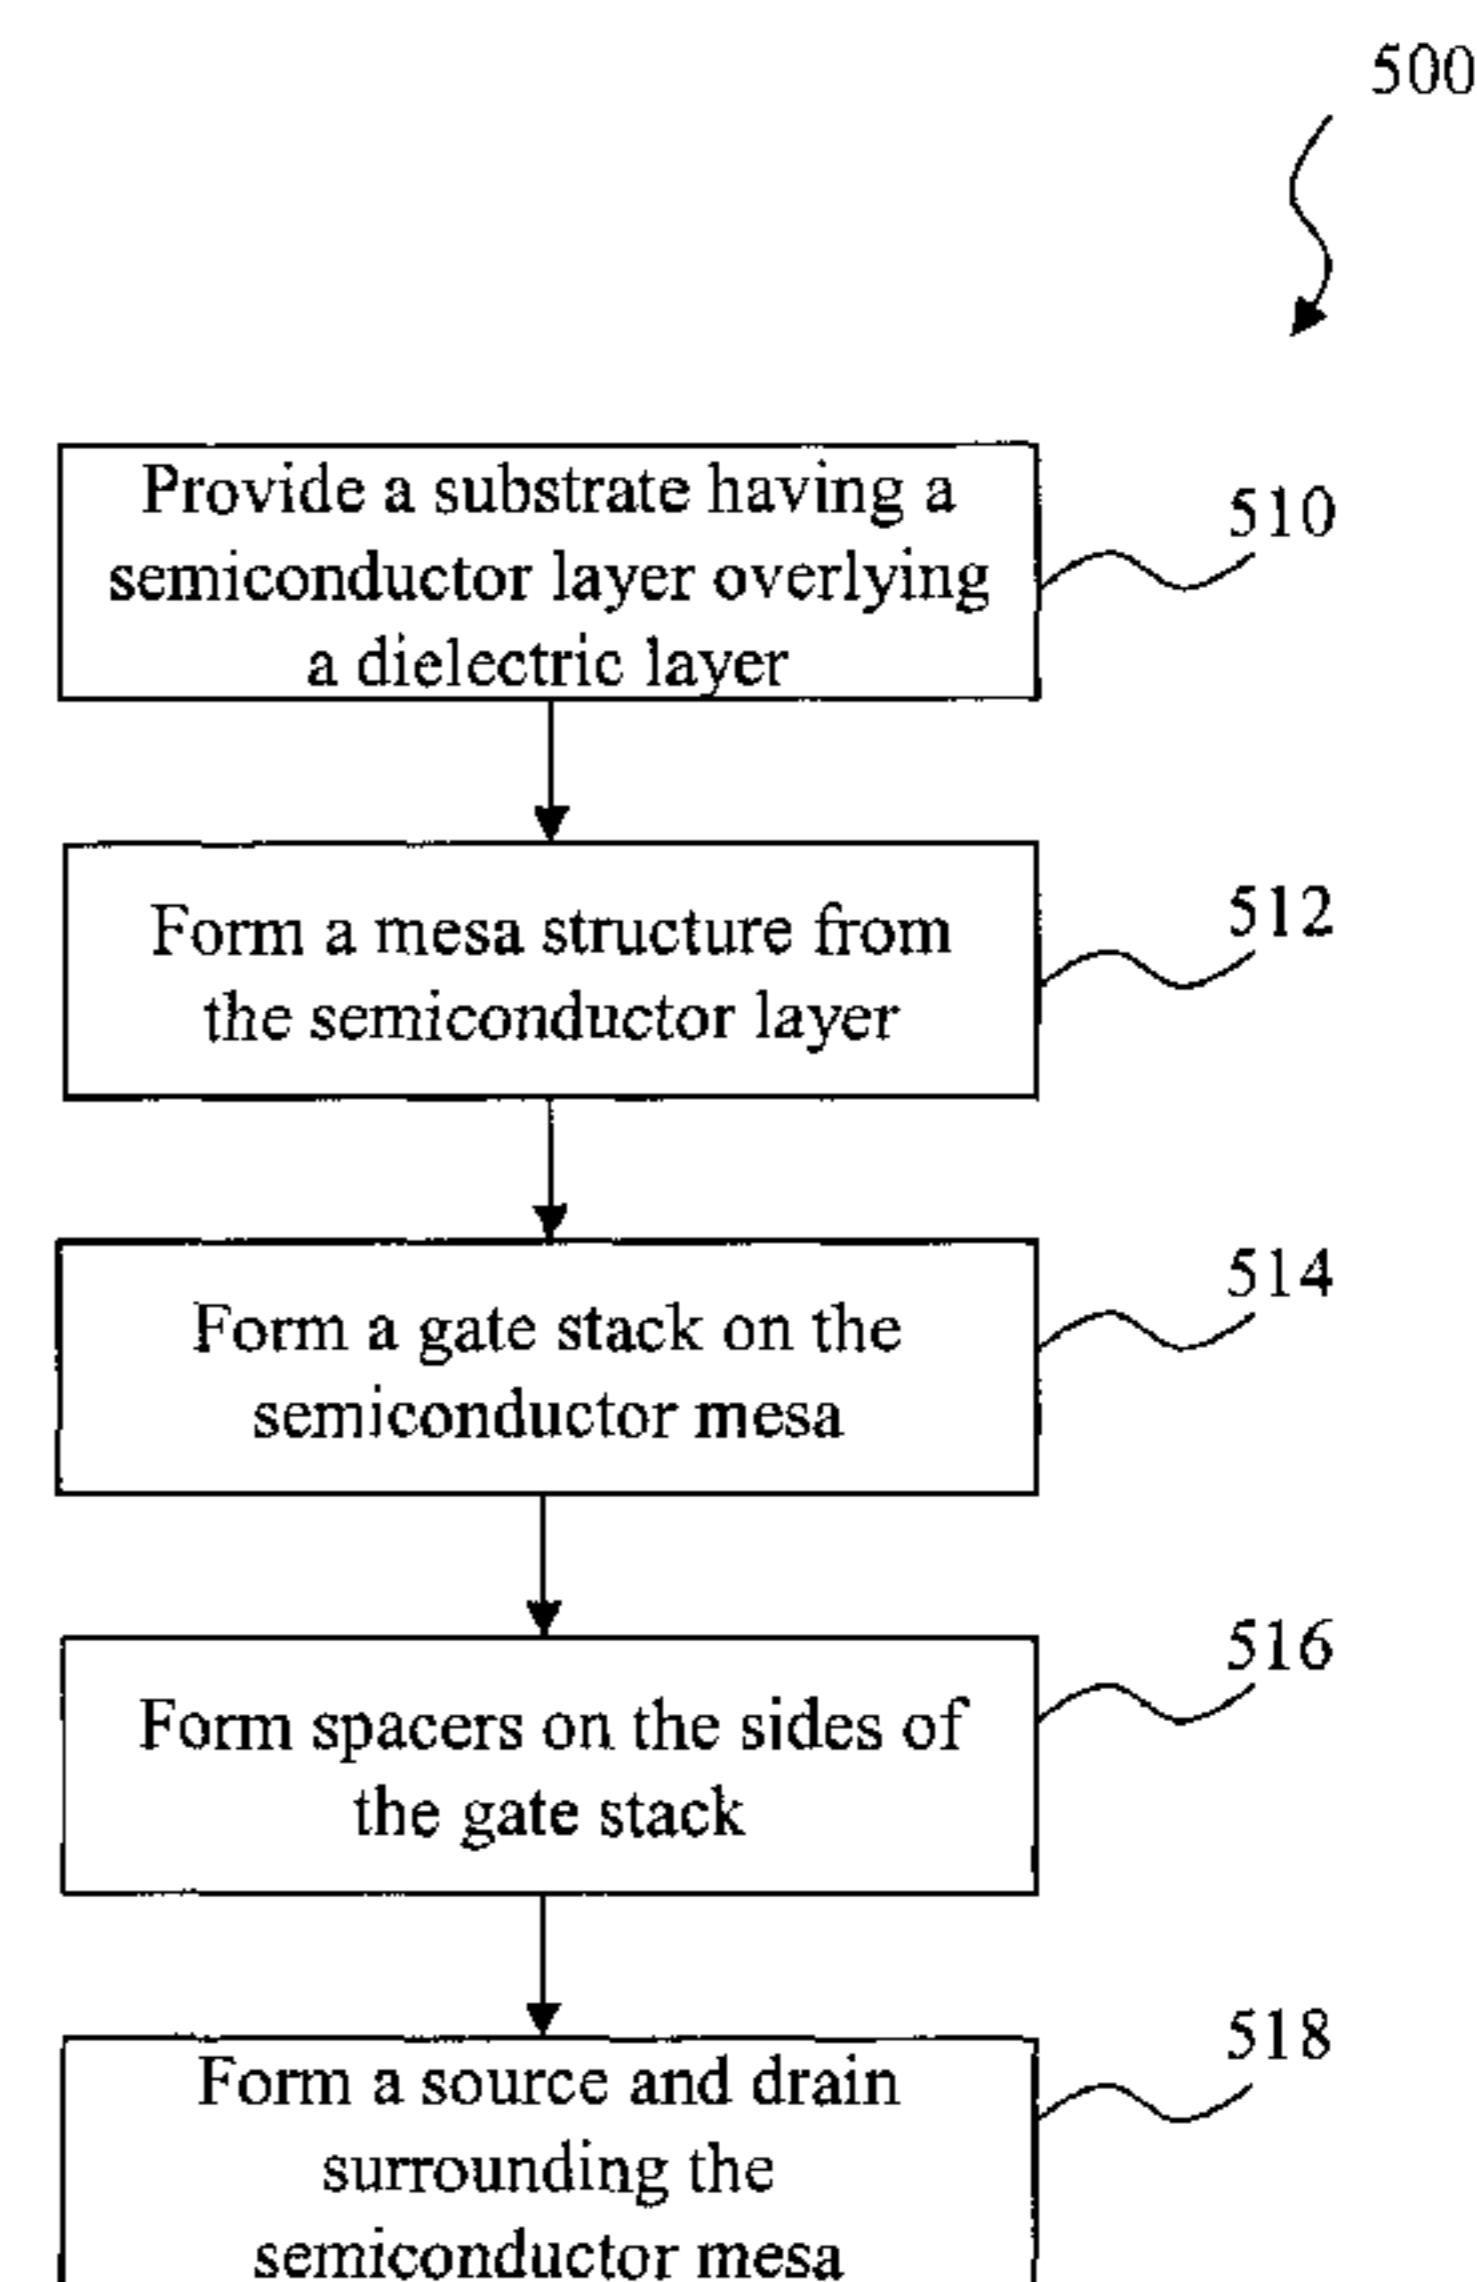 500
Provide a substrate having a
semiconductor layer overlying
a dielectric layer
510
Form a mesa structure from
the semiconductor layer
512
Form a gate stack on the
semiconductor mesa
514
Form spacers on the sides of
the gate stack
516
Form a source and drain
surrounding the
semiconductor mesa
518